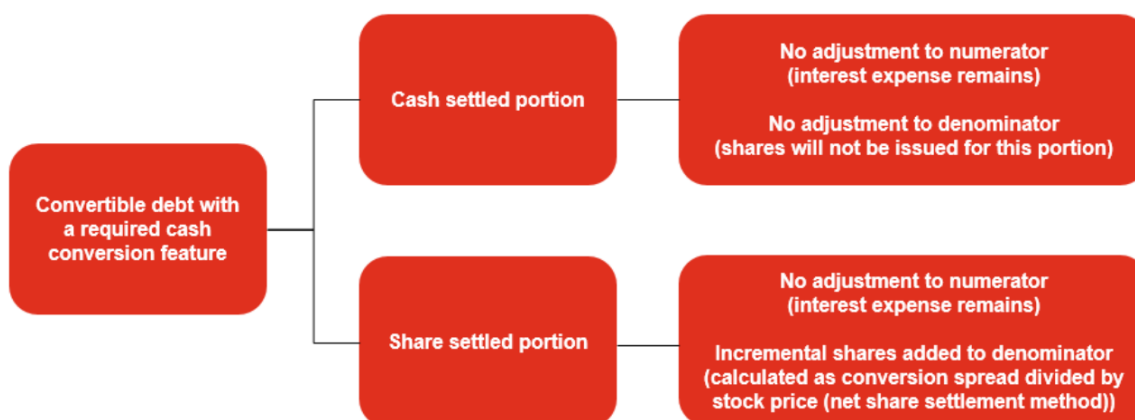 Convertible debt with
a required cash
conversion feature
Cash settled portion
No adjustment to numerator
(interest expense remains)
No adjustment to denominator
(shares will not be issued for this portion)
Share settled portion
No adjustment to numerator
(interest expense remains)
Incremental shares added to denominator
(calculated as conversion spread divided by
stock price (net share settlement method))